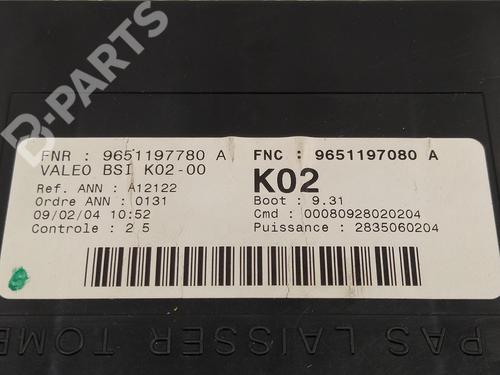 B-PARTS
FNR : 9651197780 A
FNC : 9651197080 A
VALEO BSI K02-00
K02
Ref. ANN : A12122
Ordre ANN : 0131
Boot : 9.31
09/02/04 10:52
Cmd : 00080928020204
Controle : 2 5
Puissance : 2835060204
PAS LAISSER TOMB